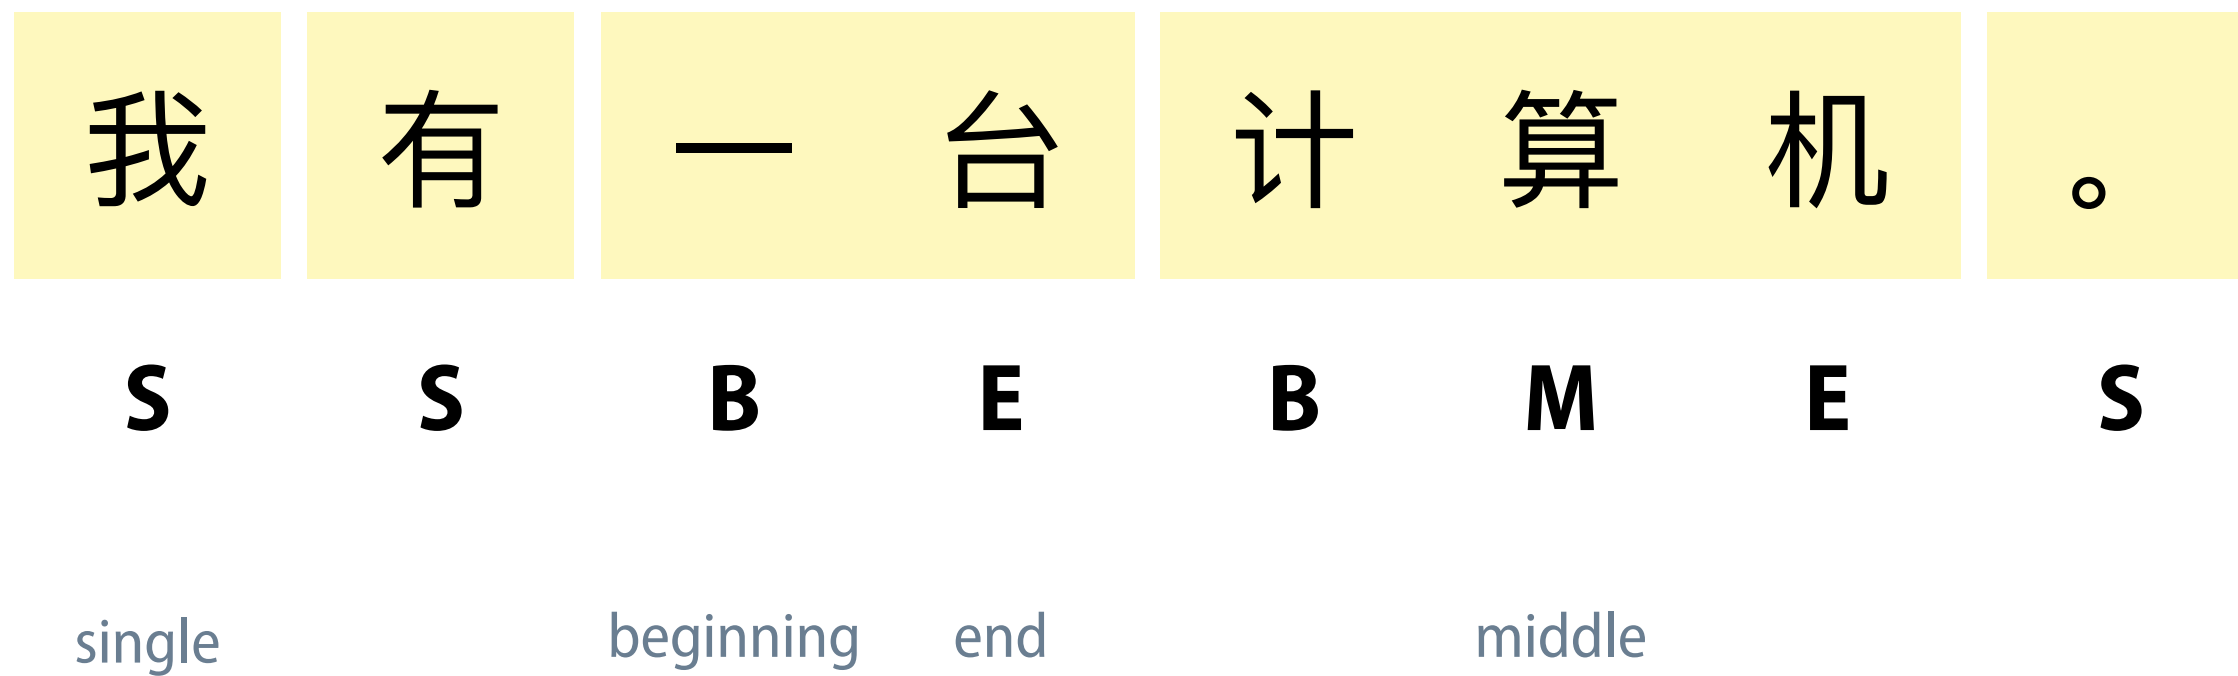 我 有 一 台 计 算 机 。
S S B E B M E S
single beginning end middle